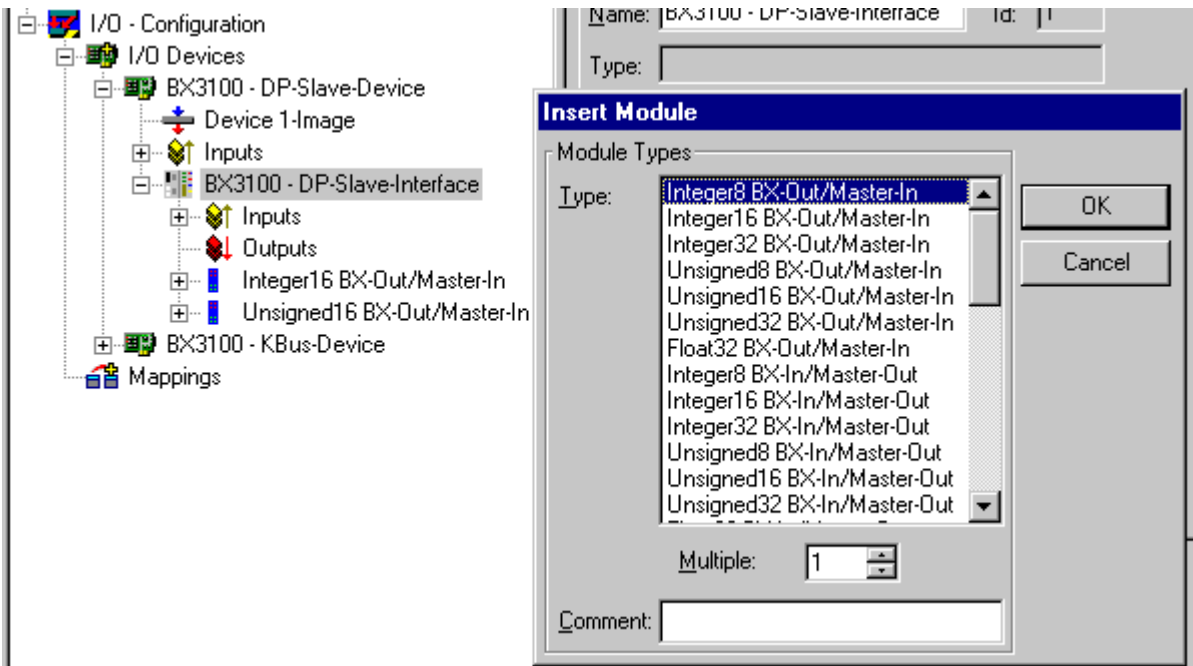 I/O - Configuration
I/O Devices
BX3100 - DP-Slave-Device
Device 1-Image
Inputs
BX3100 - DP-Slave-Interface
Inputs
Outputs
Integer16 BX-Out/Master-In
Unsigned16 BX-Out/Master-In
BX3100 - KBus-Device
Mappings
Name: BX3100 - DP-Slave-Interface Id: 1
Type:
Insert Module
Module Types
Type:
Integer8 BX-Out/Master-In
Integer16 BX-Out/Master-In
Integer32 BX-Out/Master-In
Unsigned8 BX-Out/Master-In
Unsigned16 BX-Out/Master-In
Unsigned32 BX-Out/Master-In
Float32 BX-Out/Master-In
Integer8 BX-In/Master-Out
Integer16 BX-In/Master-Out
Integer32 BX-In/Master-Out
Unsigned8 BX-In/Master-Out
Unsigned16 BX-In/Master-Out
Unsigned32 BX-In/Master-Out
OK
Cancel
Multiple: 1
Comment: